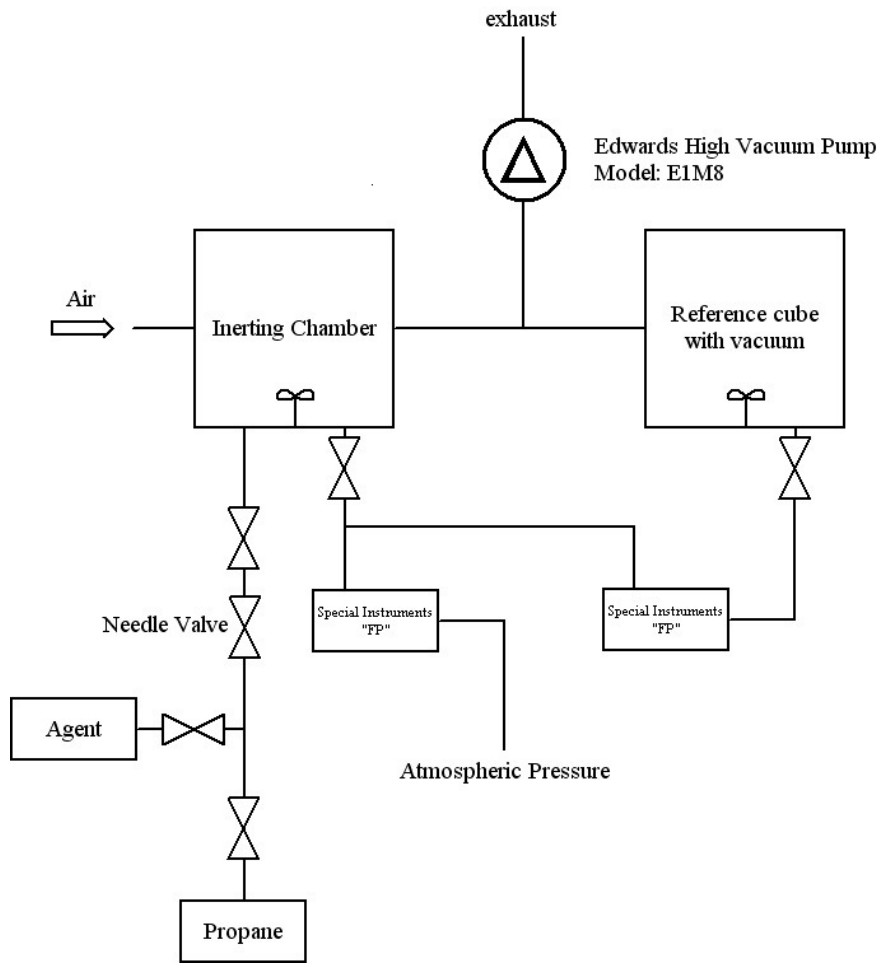 exhaust
Edwards High Vacuum Pump
Model: E1M8
Air
Inerting Chamber
Reference cube
with vacuum
Needle Valve
Special Instruments
"FP"
Special Instruments
"FP"
Agent
Atmospheric Pressure
Propane